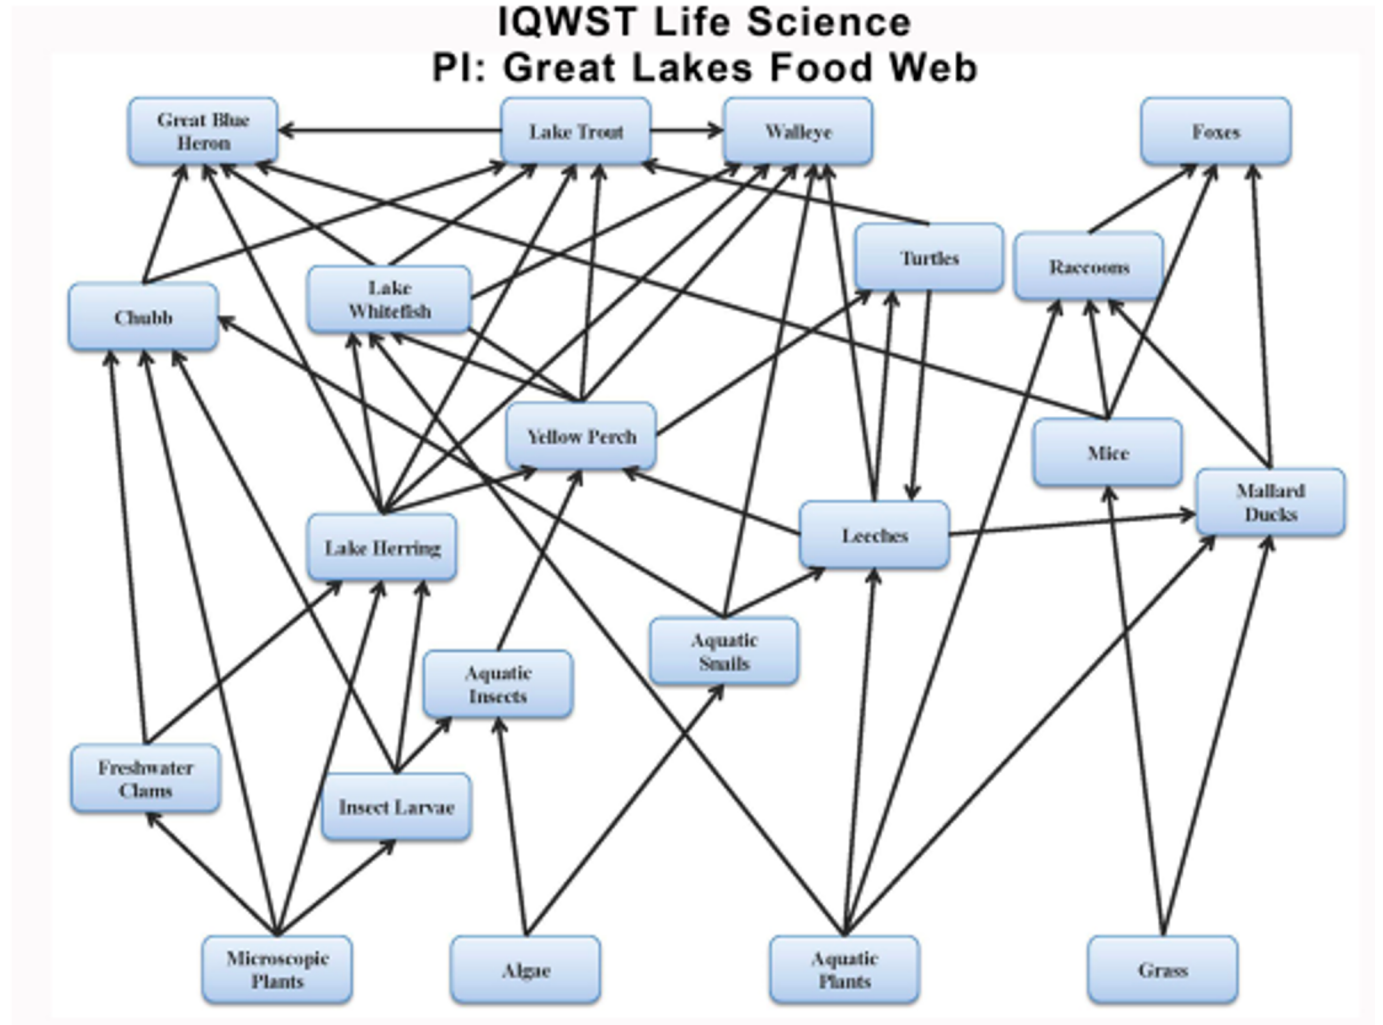 IQWST Life Science
PI: Great Lakes Food Web
Great Blue
Heron
Lake Trout
Walleye
Foxes
Turtles
Raccoons
Lake
Whitefish
Chubb
Yellow Perch
Mice
Mallard
Ducks
Leeches
Lake Herring
Aquatic
Snails
Aquatic
Insects
Freshwater
Clams
Insect Larvae
Microscopic
Plants
Algae
Aquatic
Plants
Grass